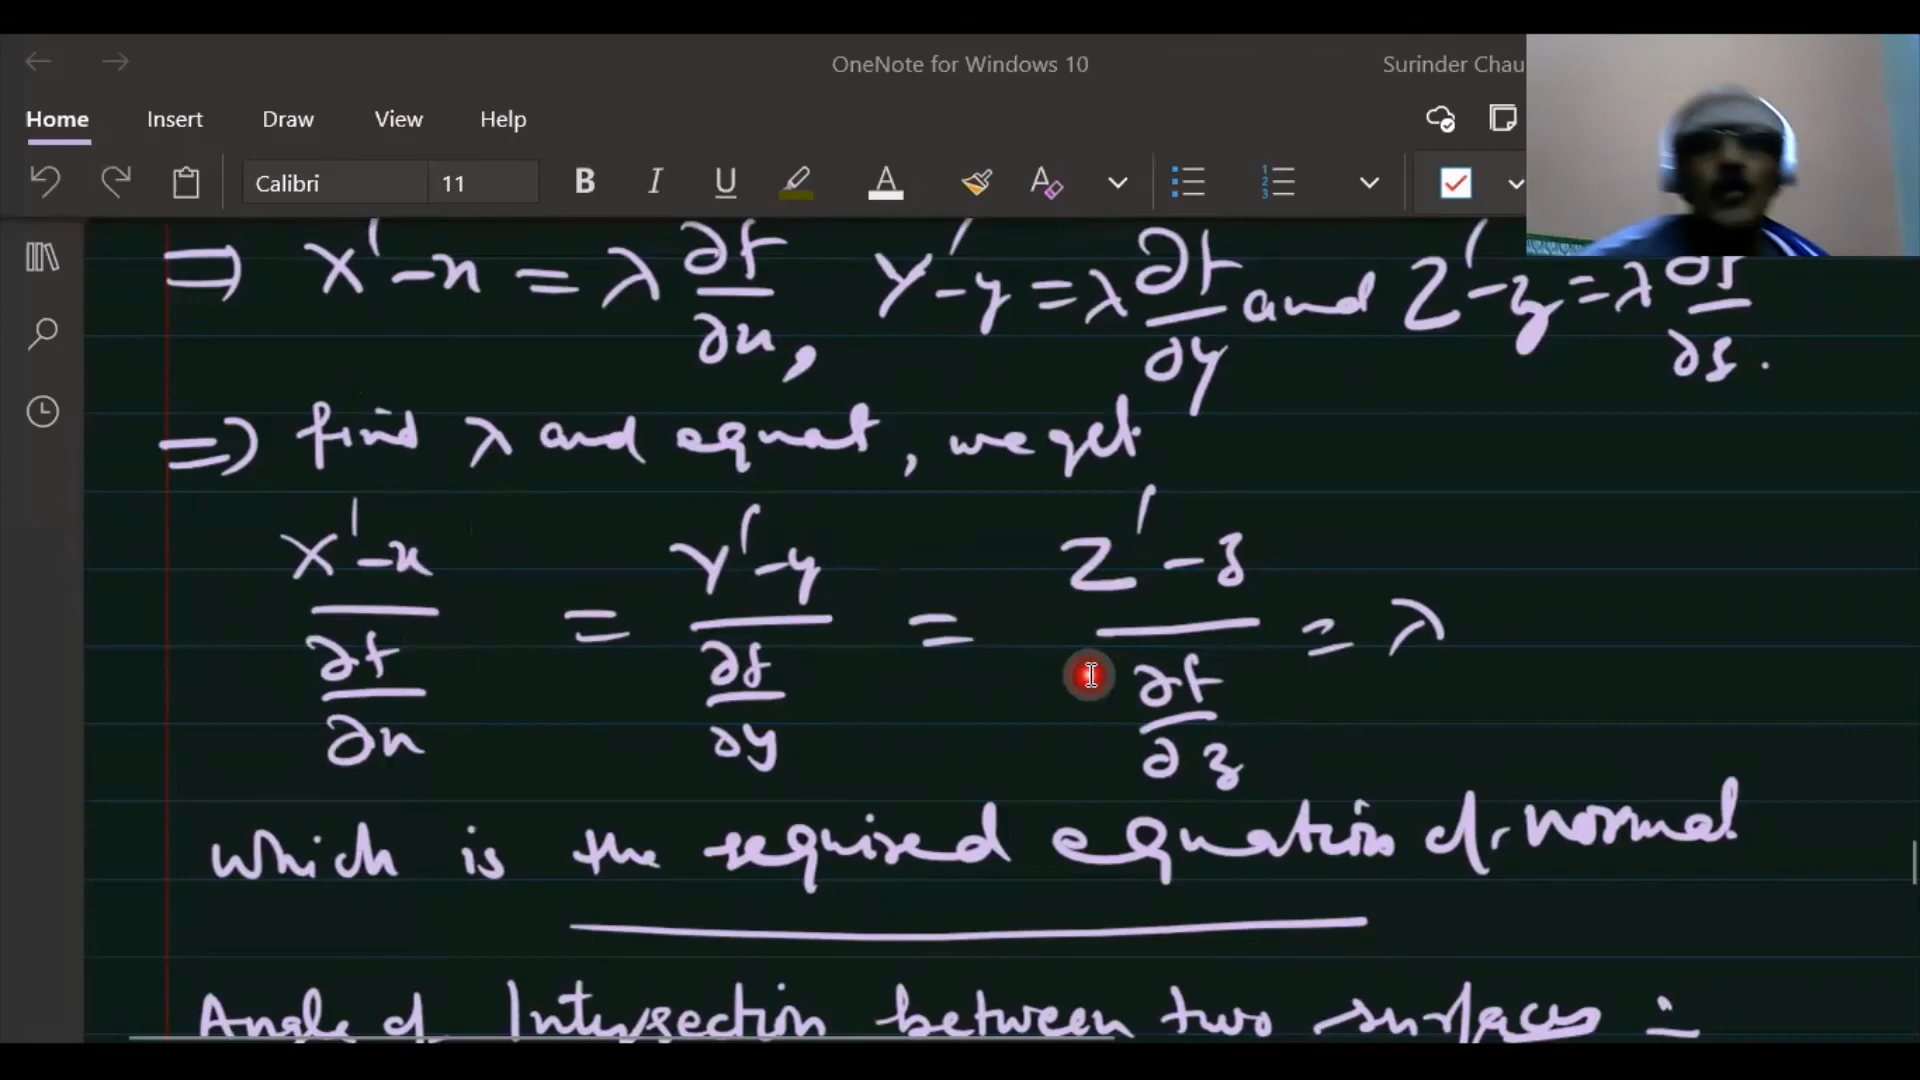 OneNote for Windows 10
Surinder Chau
Home Insert Draw View Help
Calibri 11 B I U A A
⇒ x'-x = λ ∂f/∂x, y'-y = λ ∂f/∂y and z'-z = λ ∂f/∂z.
⇒ find λ and equat, we get
x'-x / ∂f/∂x = y'-y / ∂f/∂y = z'-z / ∂f/∂z = λ
which is the required equation of normal
Angle of Intersection between two surfaces :-